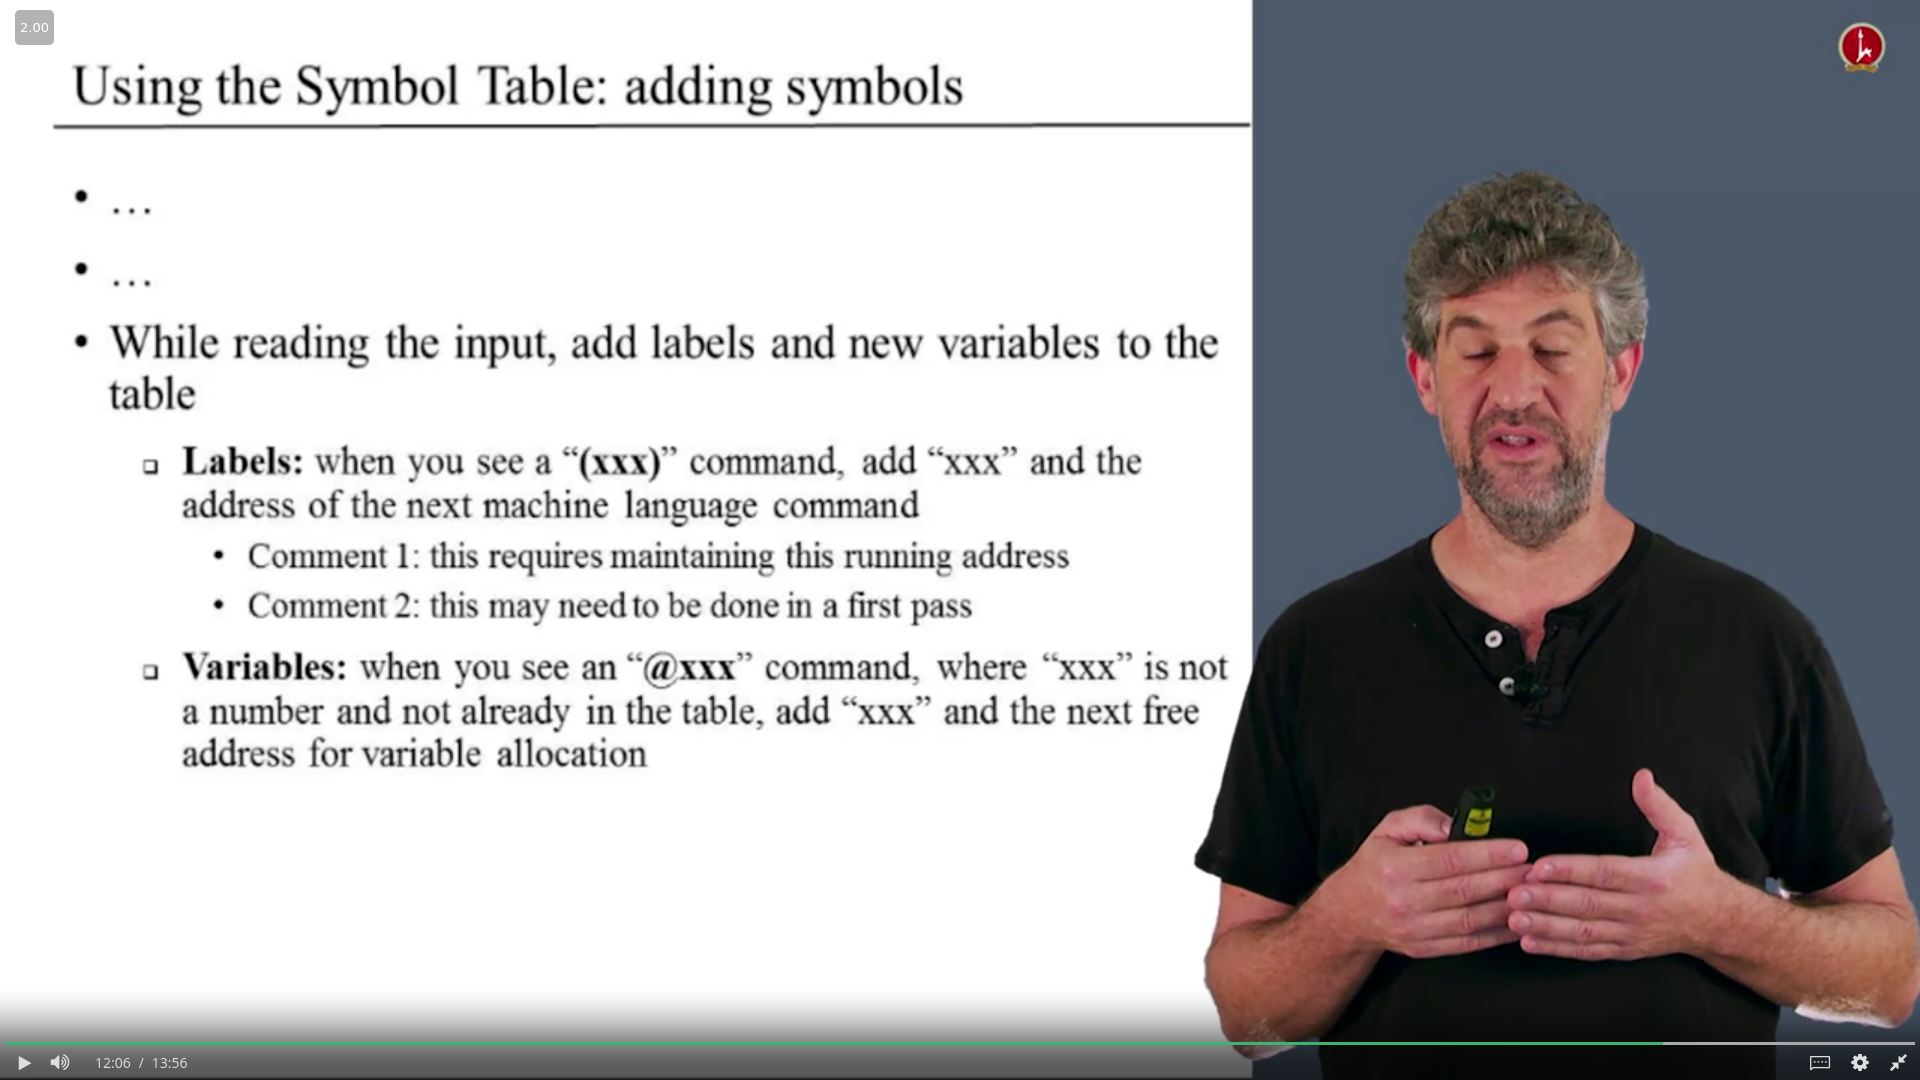 2.00
Using the Symbol Table: adding symbols
• …
• …
• While reading the input, add labels and new variables to the
table
❑ Labels: when you see a “(xxx)” command, add “xxx” and the
address of the next machine language command
• Comment 1: this requires maintaining this running address
• Comment 2: this may need to be done in a first pass
❑ Variables: when you see an “@xxx” command, where “xxx” is not
a number and not already in the table, add “xxx” and the next free
address for variable allocation
12:06 / 13:56